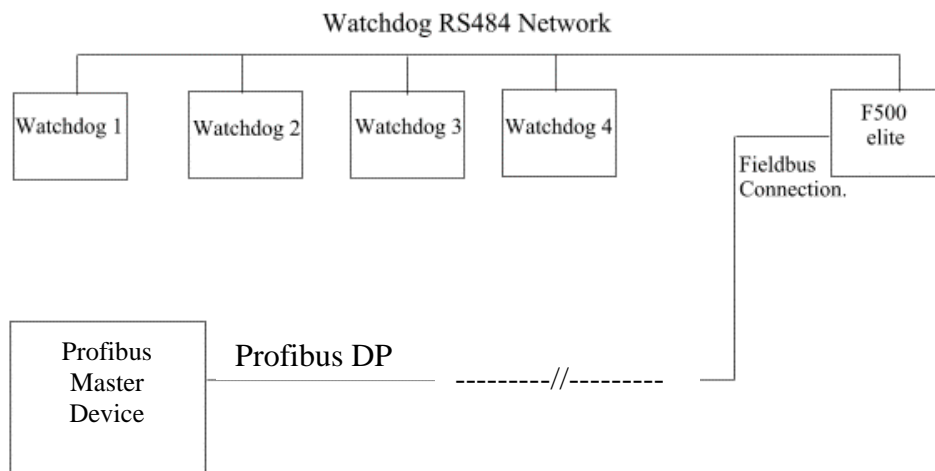 Watchdog RS484 Network
Watchdog 1
Watchdog 2
Watchdog 3
Watchdog 4
F500
elite
Fieldbus
Connection.
Profibus
Master
Device
Profibus DP
---------//---------